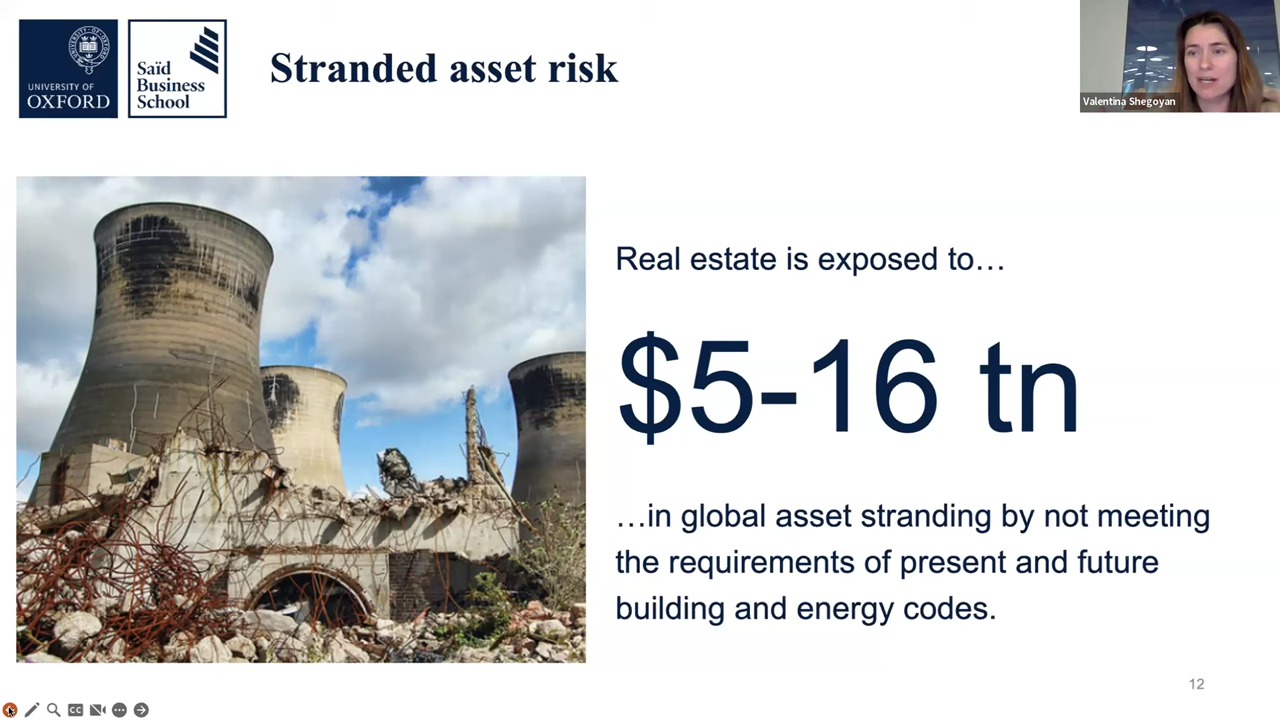 UNIVERSITY OF
OXFORD
Saïd
Business
School
Stranded asset risk
Valentina Shegoyan
Real estate is exposed to…
$5-16 tn
…in global asset stranding by not meeting
the requirements of present and future
building and energy codes.
12
CC